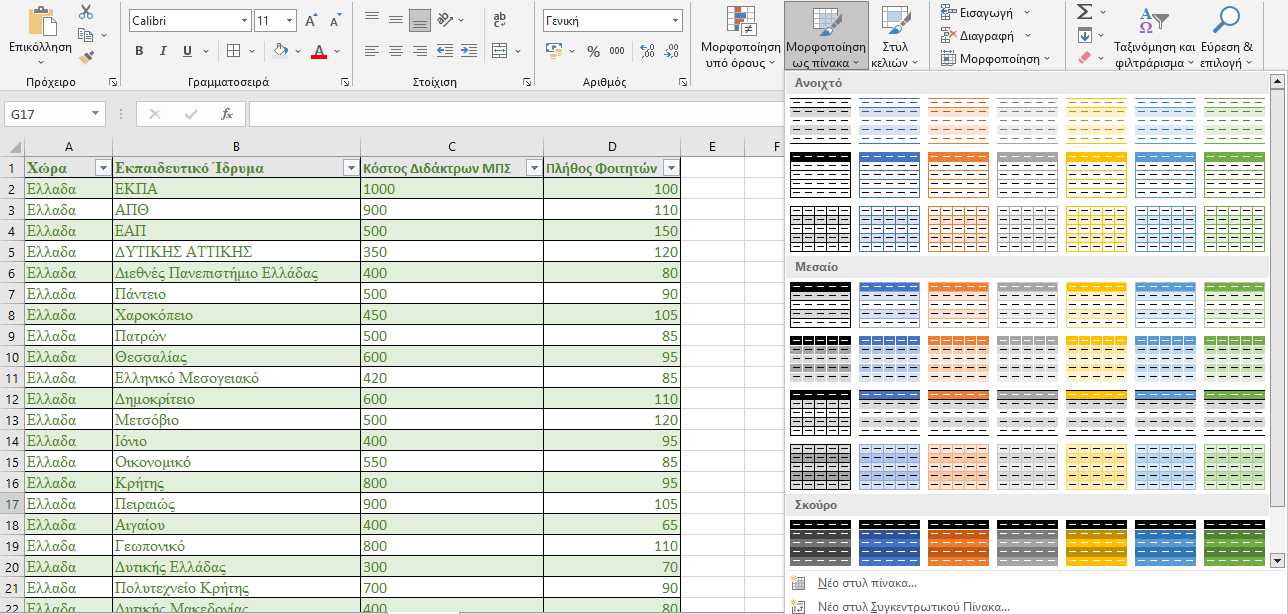 Calibri 11 Γενική Εισαγωγή
Επικόλληση Μορφοποίηση Μορφοποίηση Στυλ Διαγραφή Ταξινόμηση και Εύρεση &
B I U A % 000 υπό όρους ως πίνακα κελιών Μορφοποίηση φιλτράρισμα επιλογή
Πρόχειρο Γραμματοσειρά Στοίχιση Αριθμός
Ανοιχτό
G17 fx
A B C D E F
1 Χώρα Εκπαιδευτικό Ίδρυμα Κόστος Διδάκτρων ΜΠΣ Πλήθος Φοιτητών
2 Ελλαδα ΕΚΠΑ 1000 100
3 Ελλαδα ΑΠΘ 900 110
4 Ελλαδα ΕΑΠ 500 150
5 Ελλαδα ΔΥΤΙΚΗΣ ΑΤΤΙΚΗΣ 350 120
Μεσαίο
6 Ελλαδα Διεθνές Πανεπιστήμιο Ελλάδας 400 80
7 Ελλαδα Πάντειο 500 90
8 Ελλαδα Χαροκόπειο 450 105
9 Ελλαδα Πατρών 500 85
10 Ελλαδα Θεσσαλίας 600 95
11 Ελλαδα Ελληνικό Μεσογειακό 420 85
12 Ελλαδα Δημοκρίτειο 600 110
13 Ελλαδα Μετσόβιο 500 120
14 Ελλαδα Ιόνιο 400 95
15 Ελλαδα Οικονομικό 550 85
16 Ελλαδα Κρήτης 800 95
17 Ελλαδα Πειραιώς 900 105
Σκούρο
18 Ελλαδα Αιγαίου 400 65
19 Ελλαδα Γεωπονικό 800 110
20 Ελλαδα Δυτικής Ελλάδας 300 70
21 Ελλαδα Πολυτεχνείο Κρήτης 700 90
Νέο στυλ πίνακα...
22 Ελλαδα Δυτικής Μακεδονίας 400 80
Νέο στυλ Συγκεντρωτικού Πίνακα...